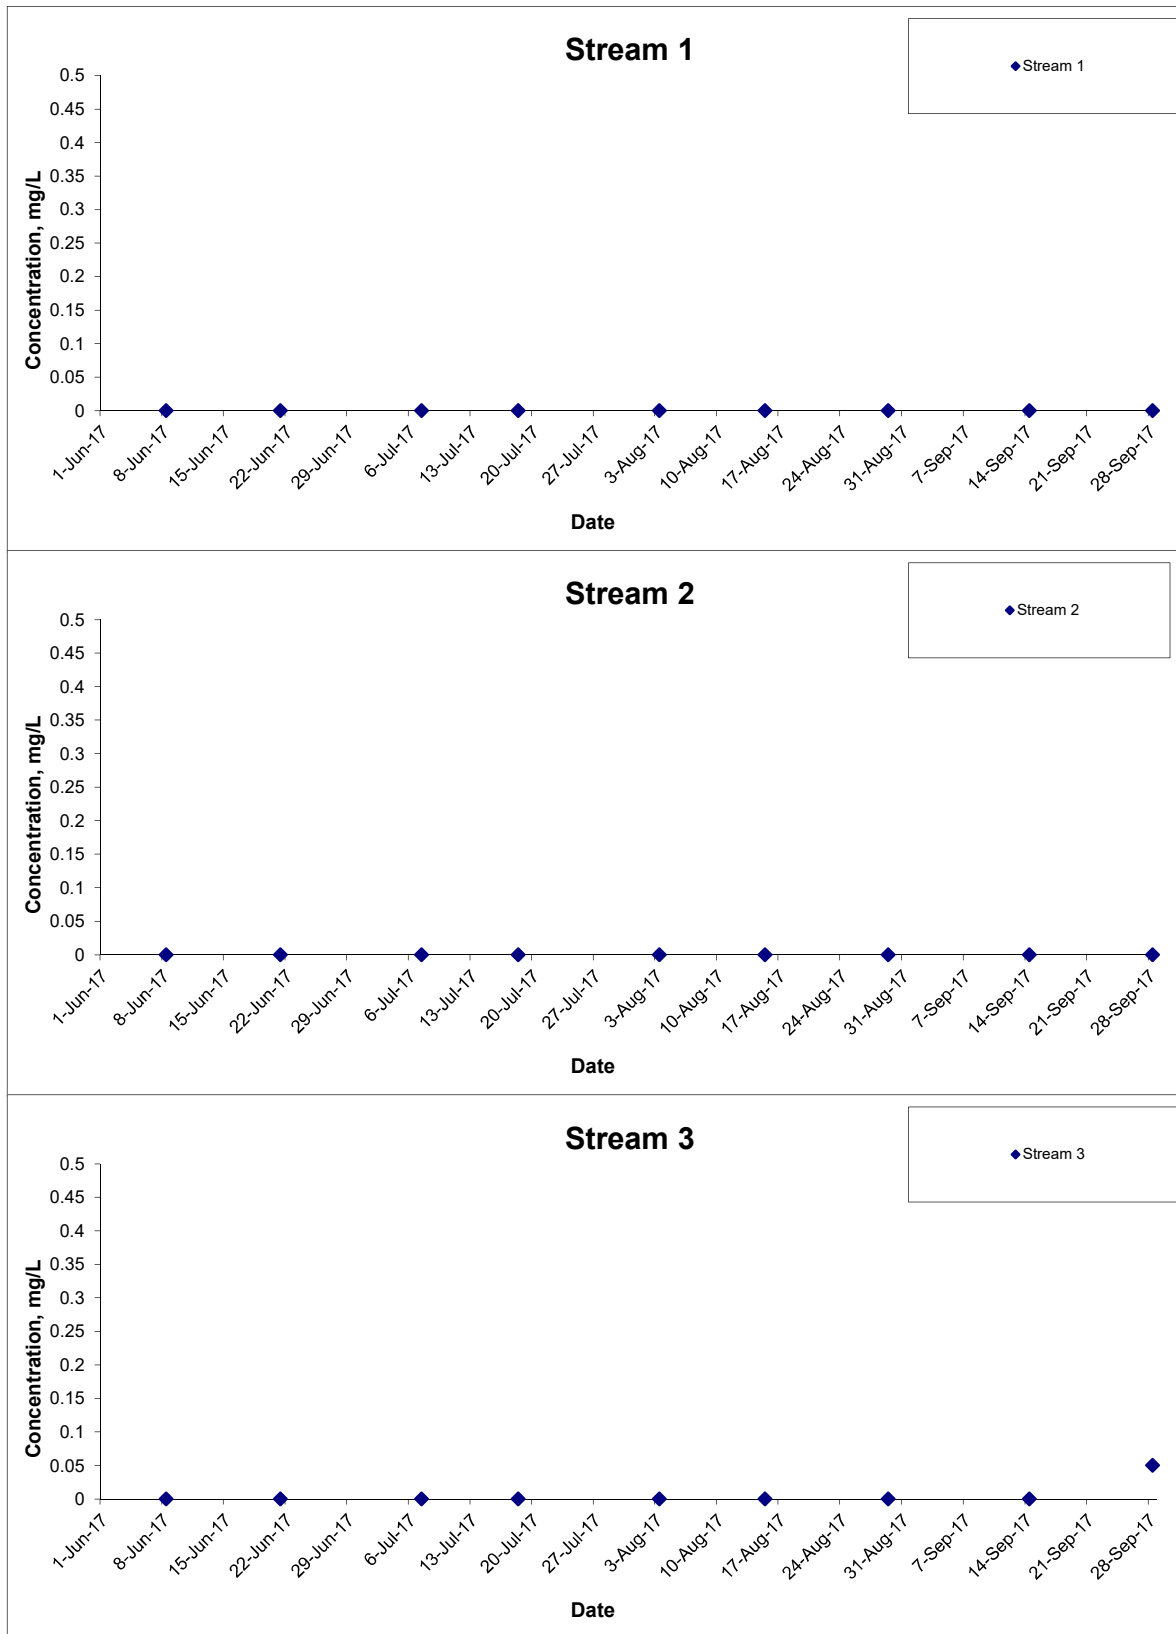 Stream 1
Stream 1
0.5
0.45
0.4
0.35
0.3
0.25
0.2
0.15
0.1
0.05
0
Concentration, mg/L
1-Jun-17
8-Jun-17
15-Jun-17
22-Jun-17
29-Jun-17
6-Jul-17
13-Jul-17
20-Jul-17
27-Jul-17
3-Aug-17
10-Aug-17
17-Aug-17
24-Aug-17
31-Aug-17
7-Sep-17
14-Sep-17
21-Sep-17
28-Sep-17
Date
Stream 2
Stream 2
0.5
0.45
0.4
0.35
0.3
0.25
0.2
0.15
0.1
0.05
0
Concentration, mg/L
1-Jun-17
8-Jun-17
15-Jun-17
22-Jun-17
29-Jun-17
6-Jul-17
13-Jul-17
20-Jul-17
27-Jul-17
3-Aug-17
10-Aug-17
17-Aug-17
24-Aug-17
31-Aug-17
7-Sep-17
14-Sep-17
21-Sep-17
28-Sep-17
Date
Stream 3
Stream 3
0.5
0.45
0.4
0.35
0.3
0.25
0.2
0.15
0.1
0.05
0
Concentration, mg/L
1-Jun-17
8-Jun-17
15-Jun-17
22-Jun-17
29-Jun-17
6-Jul-17
13-Jul-17
20-Jul-17
27-Jul-17
3-Aug-17
10-Aug-17
17-Aug-17
24-Aug-17
31-Aug-17
7-Sep-17
14-Sep-17
21-Sep-17
28-Sep-17
Date